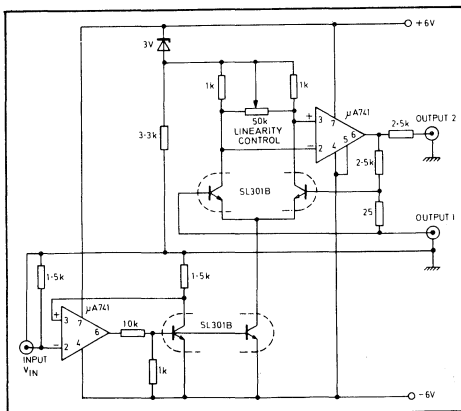 +6V
3V
1k
1k
50k
LINEARITY
CONTROL
3·3k
+ 3
7
µA741
6
5
4
- 2
2·5k
OUTPUT 2
2·5k
SL301B
25
OUTPUT 1
1·5k
1·5k
µA741
+ 3
7
6
- 2
4
10k
SL301B
INPUT
VIN
1k
-6V